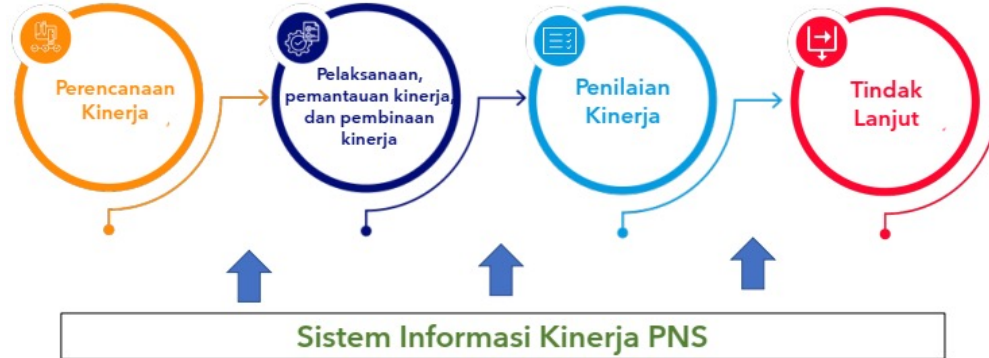 Perencanaan
Kinerja ,
Pelaksanaan,
pemantauan kinerja,
dan pembinaan
kinerja
Penilaian
Kinerja
Tindak
Lanjut ,
Sistem Informasi Kinerja PNS